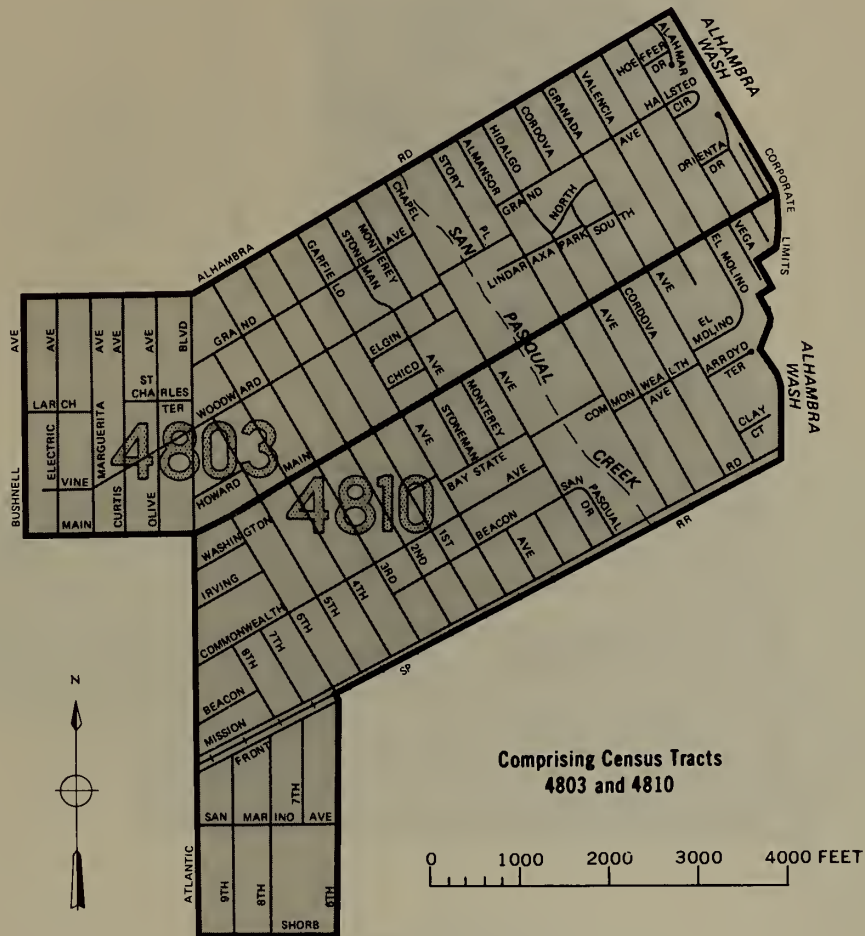 ALHAMBRA
WASH
ALAHMAR
HOEFFER
DR
HALSTED
CIR
VALENCIA
GRANADA
CORDOVA
HIDALGO
ALMANSOR
STORY
PL
CHAPEL
RD
AVE
DRIENTA
DR
CORPORATE
LIMITS
GRAND
NORTH
SAN
PASQUAL
CREEK
LINDARAXA PARK SOUTH
MONTEREY
STONEMAN
AVE
GARFIELD
ALHAMBRA
GRAND
VEGA
EL MOLINO
AVE
CORDOVA
AVE
EL
MDLINO
ALHAMBRA
WASH
ARROYO
TER
COMMONWEALTH
AVE
CLAY
CT
RD
ELGIN
CHICO
AVE
AVE
AVE
AVE
AVE
BLVD
ST
CHARLES
TER
LARCH
WOODWARD
ELECTRIC
MARGUERITA
VINE
4803
HOWARD
MAIN
BUSHNELL
MAIN
CURTIS
OLIVE
4810
AVE
STONEMAN
MONTEREY
AVE
BAY STATE
AVE
SAN
PASQUAL
DR
BEACON
AVE
RR
WASHINGTON
IRVING
1ST
2ND
3RD
4TH
5TH
6TH
COMMONWEALTH
7TH
8TH
BEACON
MISSION
SP
N
FRONT
7TH
SAN MARINO AVE
ATLANTIC
9TH
8TH
6TH
SHORB
Comprising Census Tracts
4803 and 4810
0 1000 2000 3000 4000 FEET